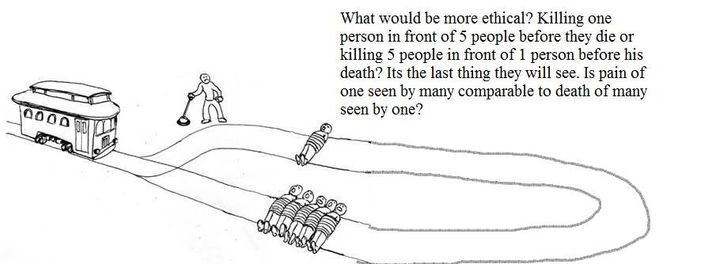 What would be more ethical? Killing one
person in front of 5 people before they die or
killing 5 people in front of 1 person before his
death? Its the last thing they will see. Is pain of
one seen by many comparable to death of many
seen by one?